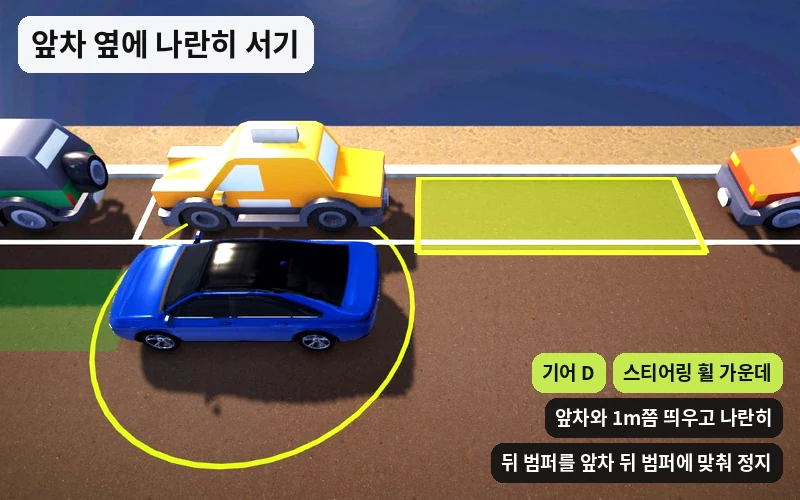 앞차 옆에 나란히 서기
기어 D
스티어링 휠 가운데
앞차와 1m쯤 띄우고 나란히
뒤 범퍼를 앞차 뒤 범퍼에 맞춰 정지